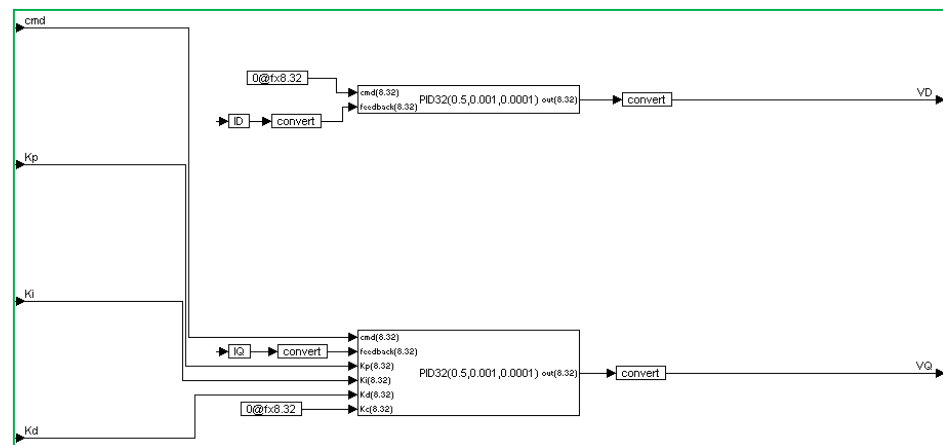 cmd
0@fx8.32
cmd(8.32)
feedback(8.32)
PID32(0.5,0.001,0.0001)
out(8.32)
convert
VD
ID
convert
Kp
Ki
cmd(8.32)
feedback(8.32)
Kp(8.32)
Ki(8.32)
Kd(8.32)
Kc(8.32)
PID32(0.5,0.001,0.0001)
out(8.32)
convert
VQ
IQ
convert
0@fx8.32
Kd